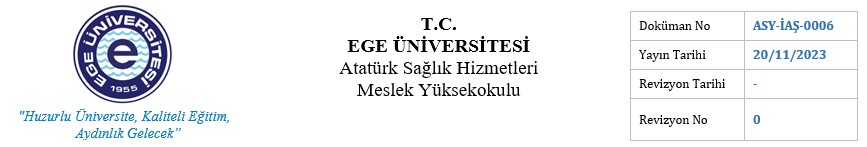 EGE ÜNİVERSİTESİ
e
1955
"Huzurlu Üniversite, Kaliteli Eğitim,
Aydınlık Gelecek”
T.C.
EGE ÜNİVERSİTESİ
Atatürk Sağlık Hizmetleri
Meslek Yüksekokulu
Doküman No ASY-İAŞ-0006
Yayın Tarihi 20/11/2023
Revizyon Tarihi -
Revizyon No 0